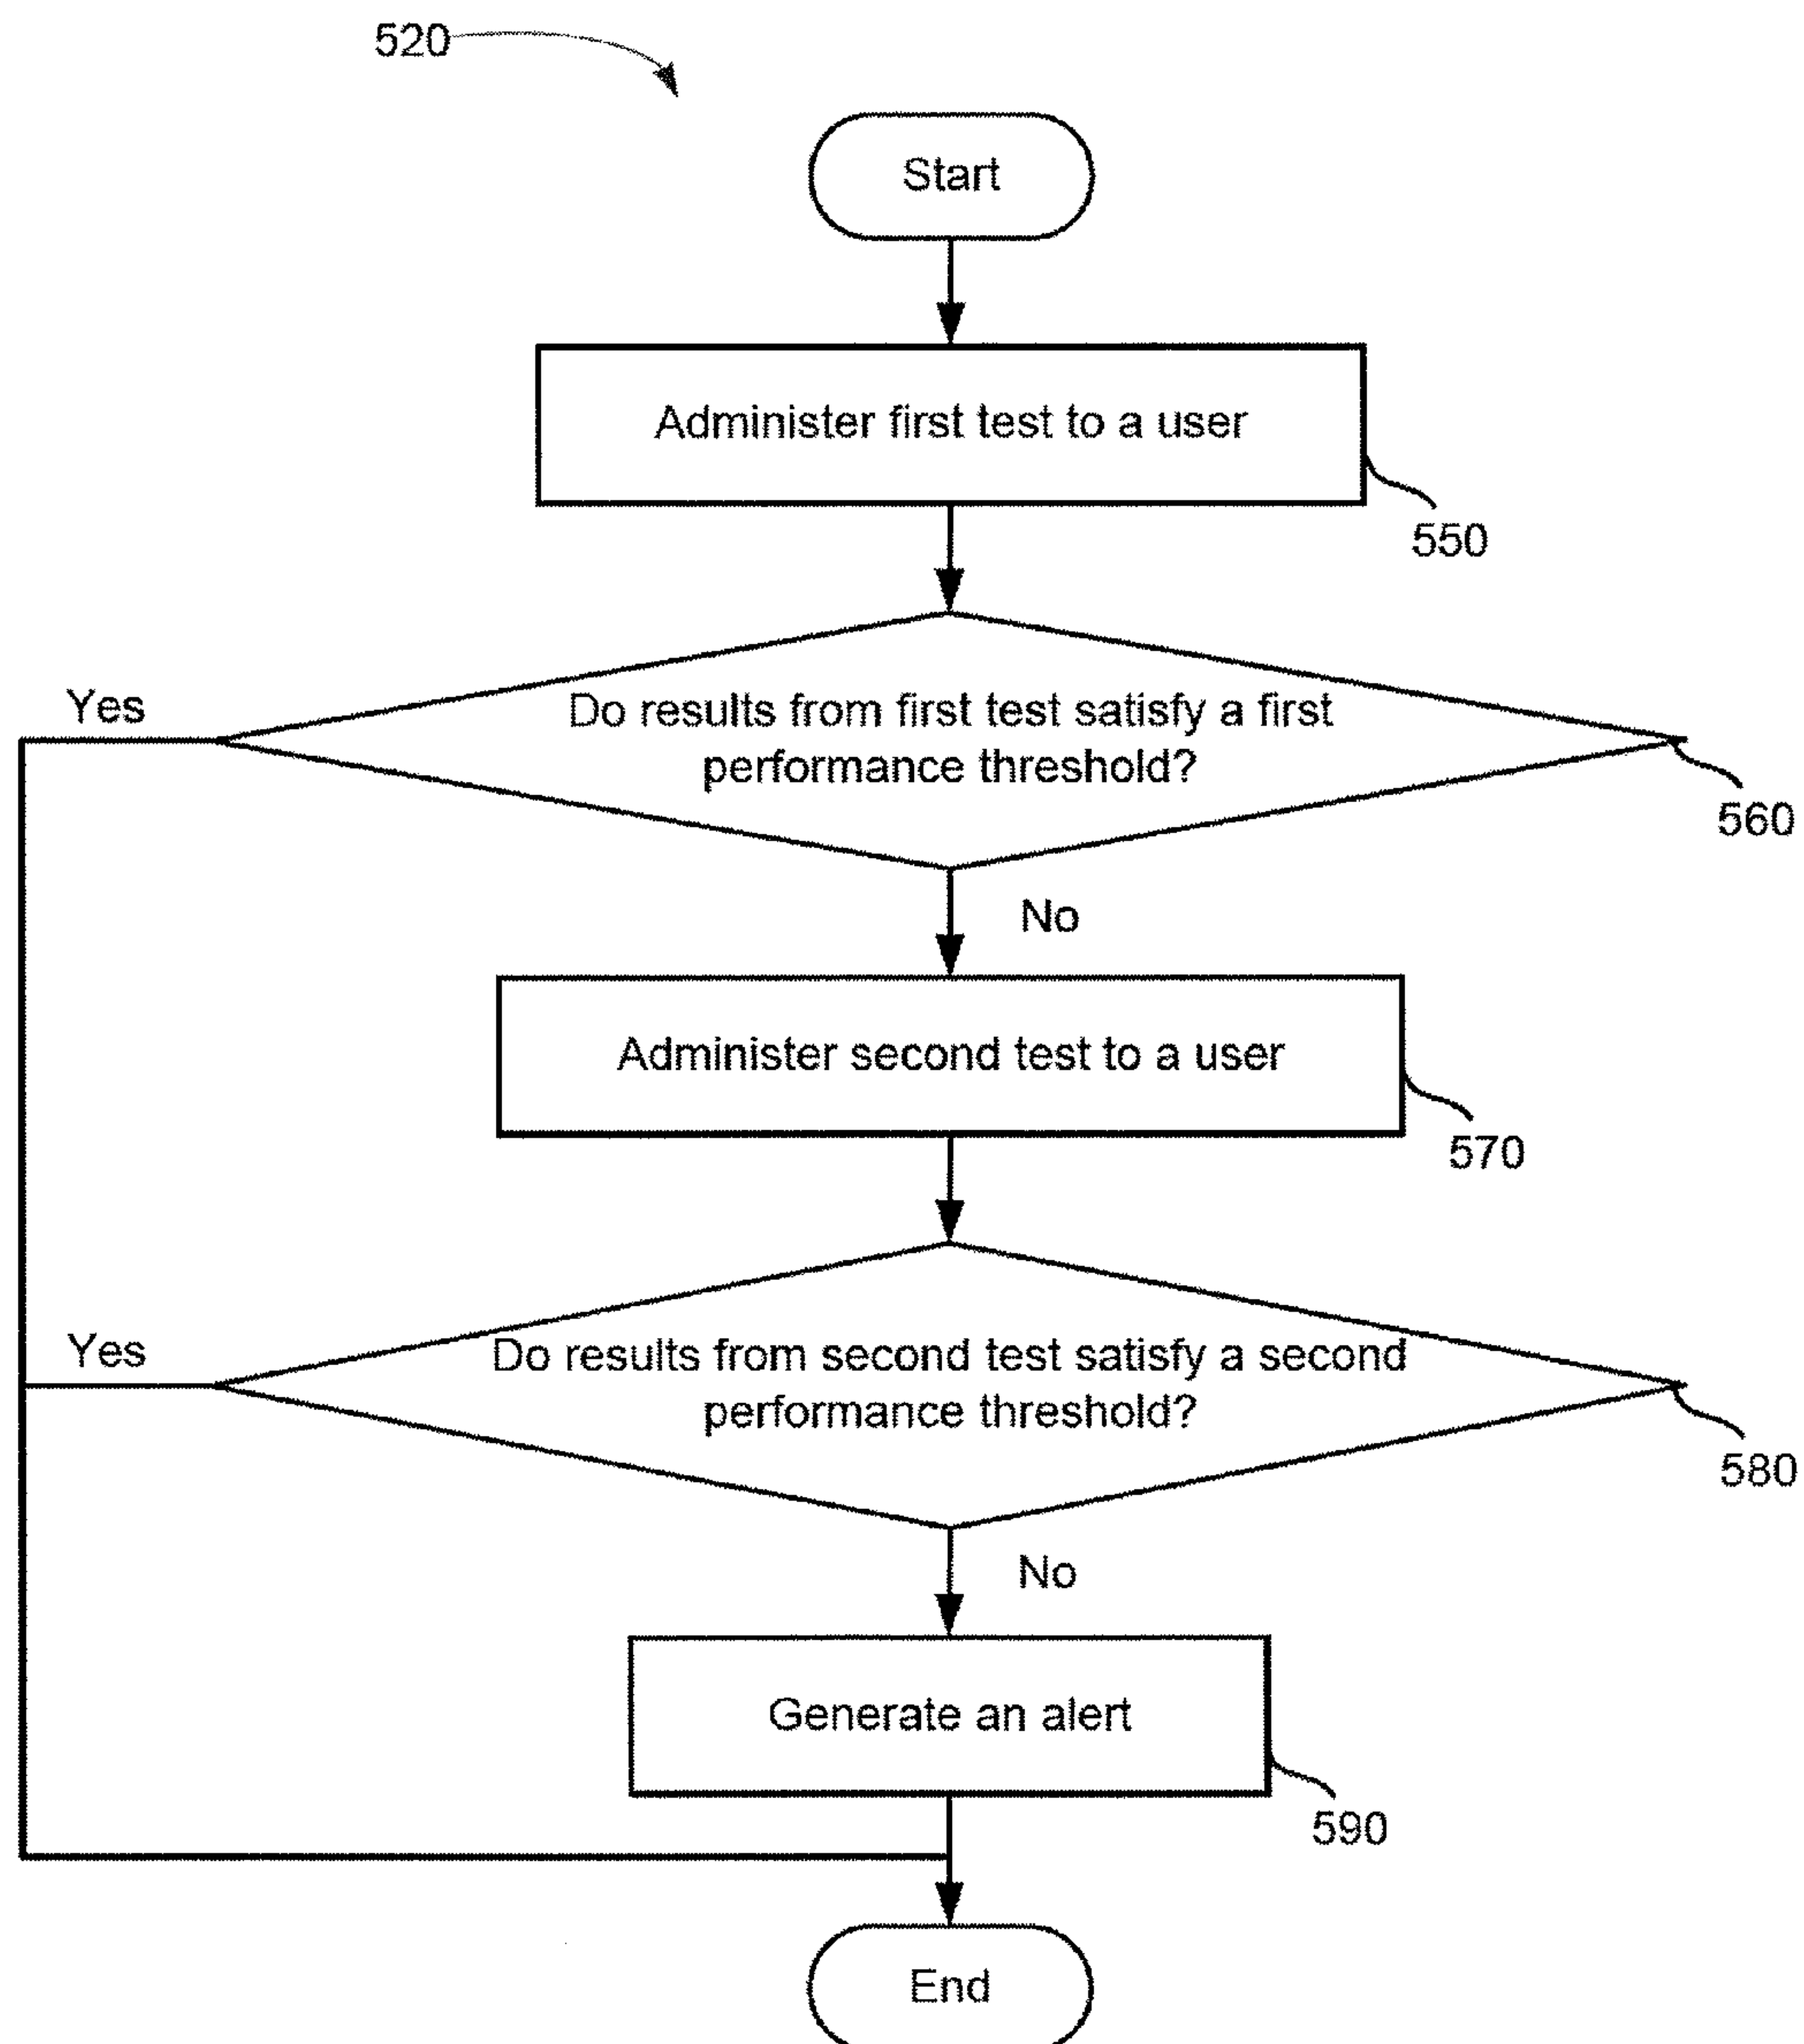 520
Start
Administer first test to a user
550
Yes
Do results from first test satisfy a first
performance threshold?
560
No
Administer second test to a user
570
Yes
Do results from second test satisfy a second
performance threshold?
580
No
Generate an alert
590
End